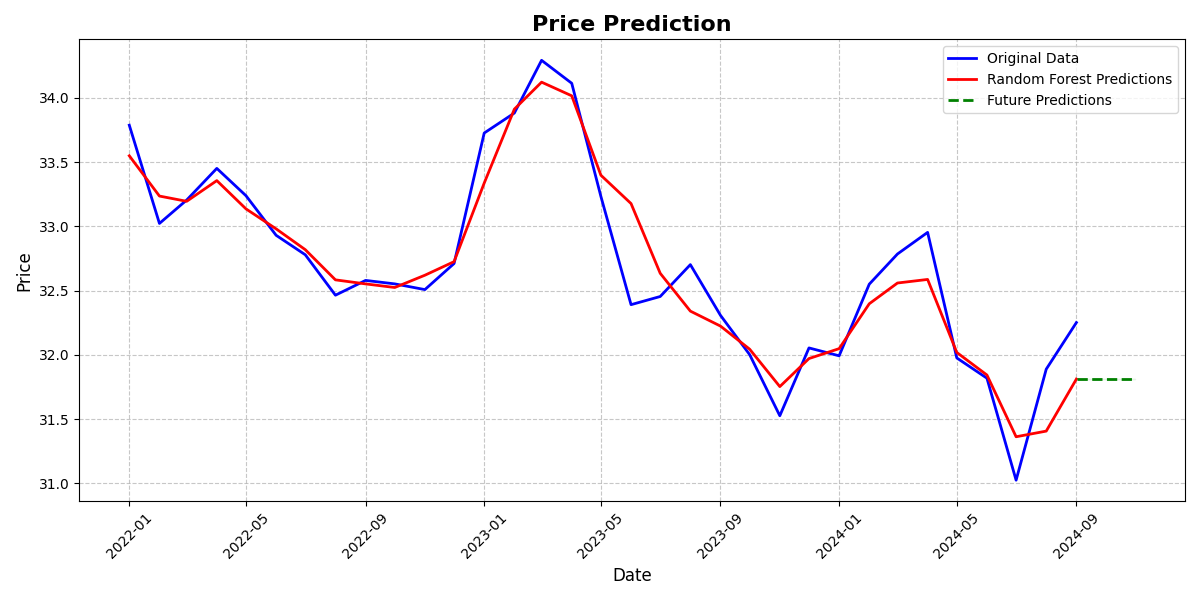 Price Prediction
Original Data
Random Forest Predictions
Future Predictions
34.0
33.5
33.0
32.5
32.0
31.5
31.0
Price
2022-01
2022-05
2022-09
2023-01
2023-05
2023-09
2024-01
2024-05
2024-09
Date